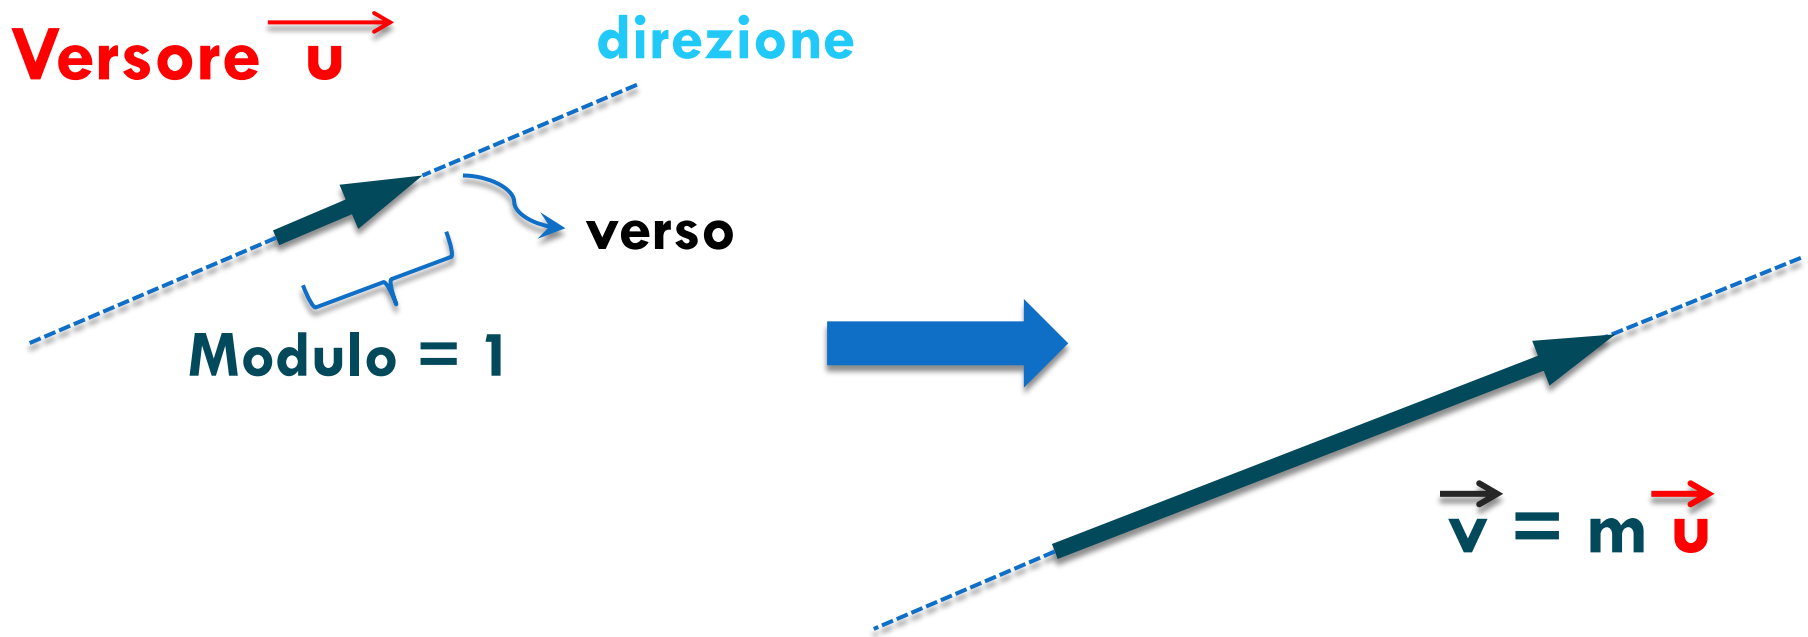 Versore u
direzione
verso
Modulo = 1
v = m u